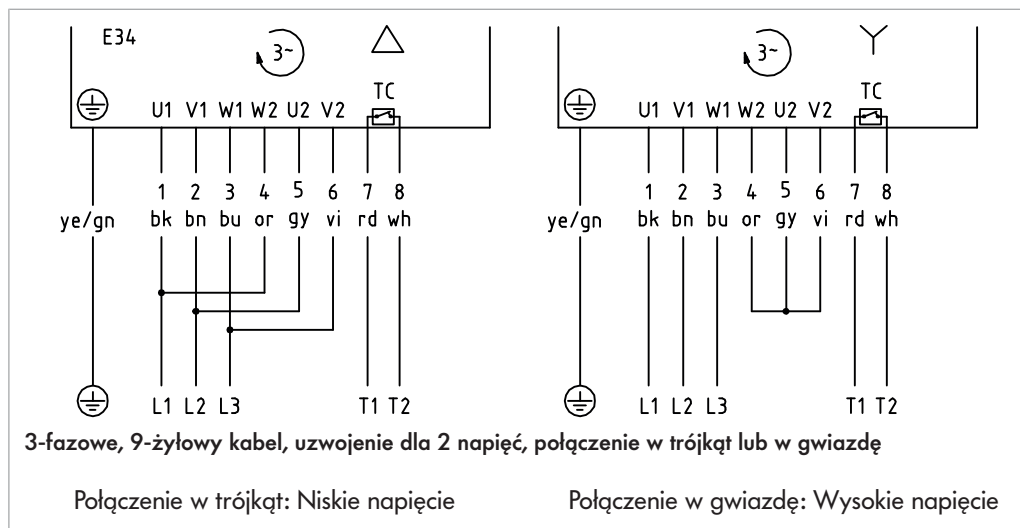 E34 3~
TC
U1 V1 W1 W2 U2 V2
1 2 3 4 5 6 7 8
ye/gn bk bn bu or gy vi rd wh
L1 L2 L3 T1 T2
3~
TC
U1 V1 W1 W2 U2 V2
1 2 3 4 5 6 7 8
ye/gn bk bn bu or gy vi rd wh
L1 L2 L3 T1 T2
3-fazowe, 9-żyłowy kabel, uzwojenie dla 2 napięć, połączenie w trójkąt lub w gwiazdę
Połączenie w trójkąt: Niskie napięcie
Połączenie w gwiazdę: Wysokie napięcie